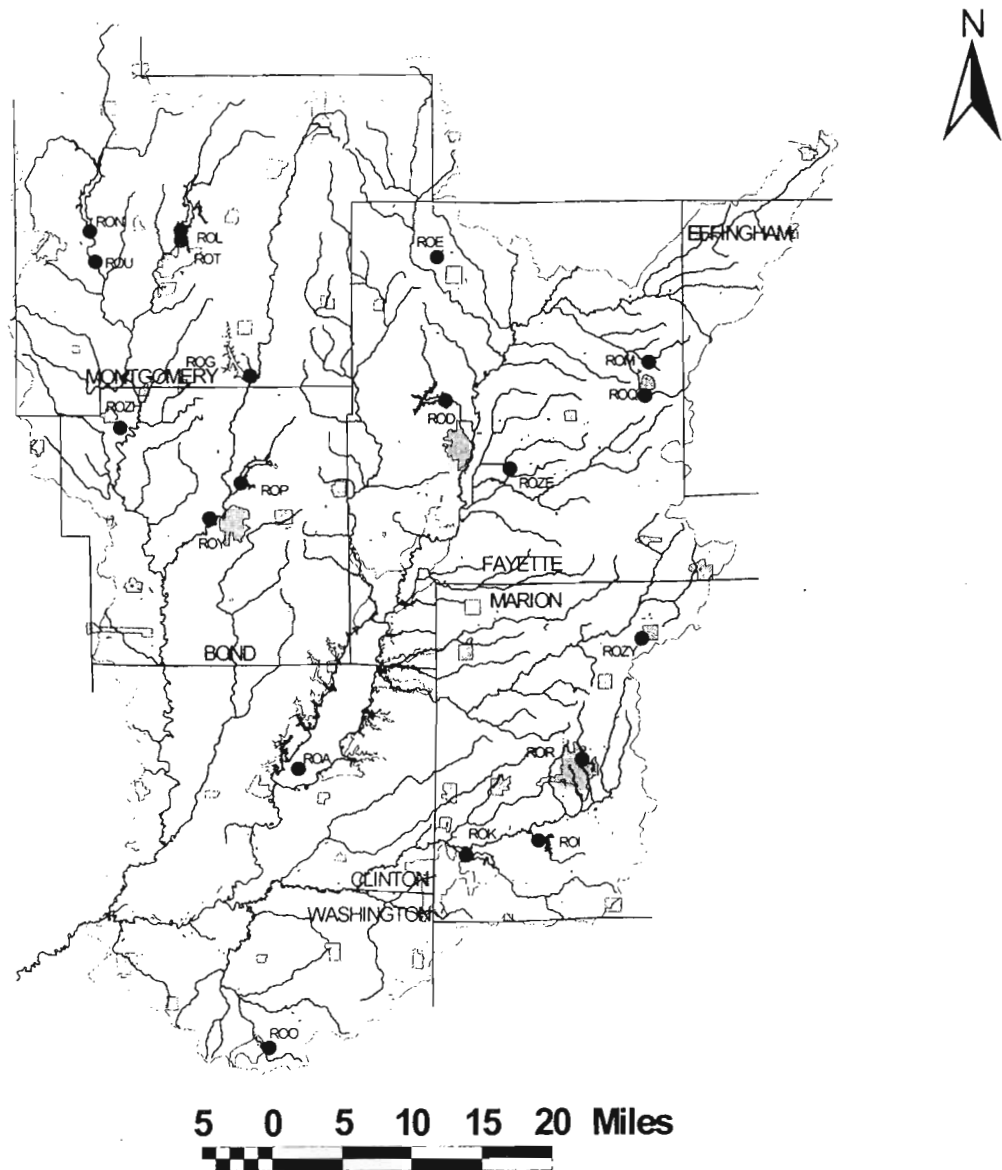 N
RON
ROL
ROT
ROU
ROE
EFFINGHAM
ROG
MONTGOMERY
ROM
ROQ
ROZH
ROD
ROP
ROZE
ROY
FAYETTE
MARION
BOND
ROZY
ROA
ROR
ROK
ROI
CLINTON
WASHINGTON
ROO
5 0 5 10 15 20 Miles